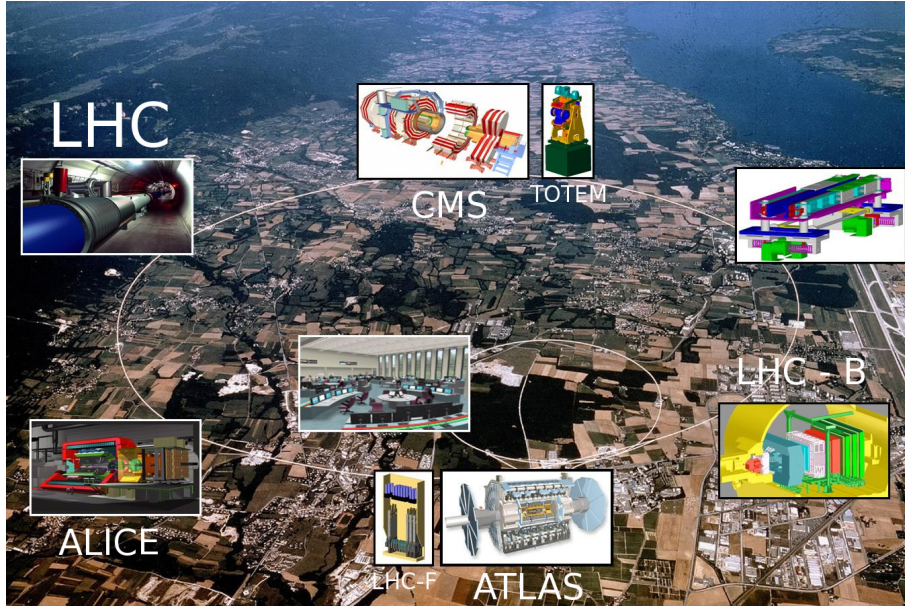 LHC
CMS
TOTEM
LHC B
ALICE
LHC-F
ATLAS